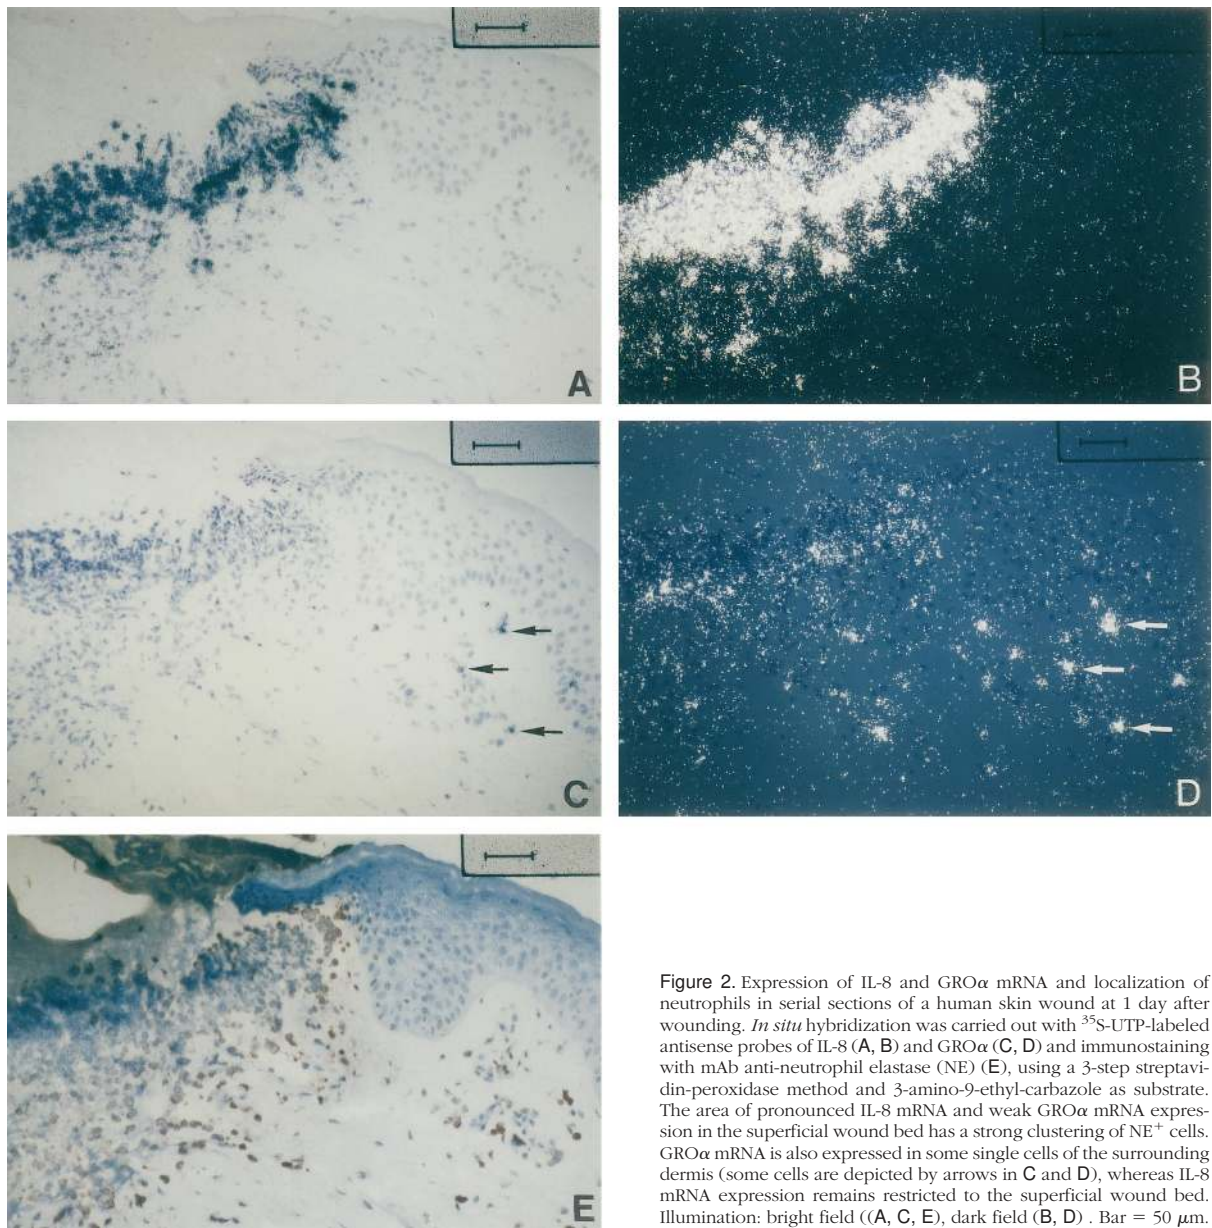 A
B
C
D
E
Figure 2. Expression of IL-8 and GROα mRNA and localization of
neutrophils in serial sections of a human skin wound at 1 day after
wounding. In situ hybridization was carried out with ³⁵S-UTP-labeled
antisense probes of IL-8 (A, B) and GROα (C, D) and immunostaining
with mAb anti-neutrophil elastase (NE) (E), using a 3-step streptavi-
din-peroxidase method and 3-amino-9-ethyl-carbazole as substrate.
The area of pronounced IL-8 mRNA and weak GROα mRNA expres-
sion in the superficial wound bed has a strong clustering of NE⁺ cells.
GROα mRNA is also expressed in some single cells of the surrounding
dermis (some cells are depicted by arrows in C and D), whereas IL-8
mRNA expression remains restricted to the superficial wound bed.
Illumination: bright field ((A, C, E), dark field (B, D) . Bar = 50 μm.